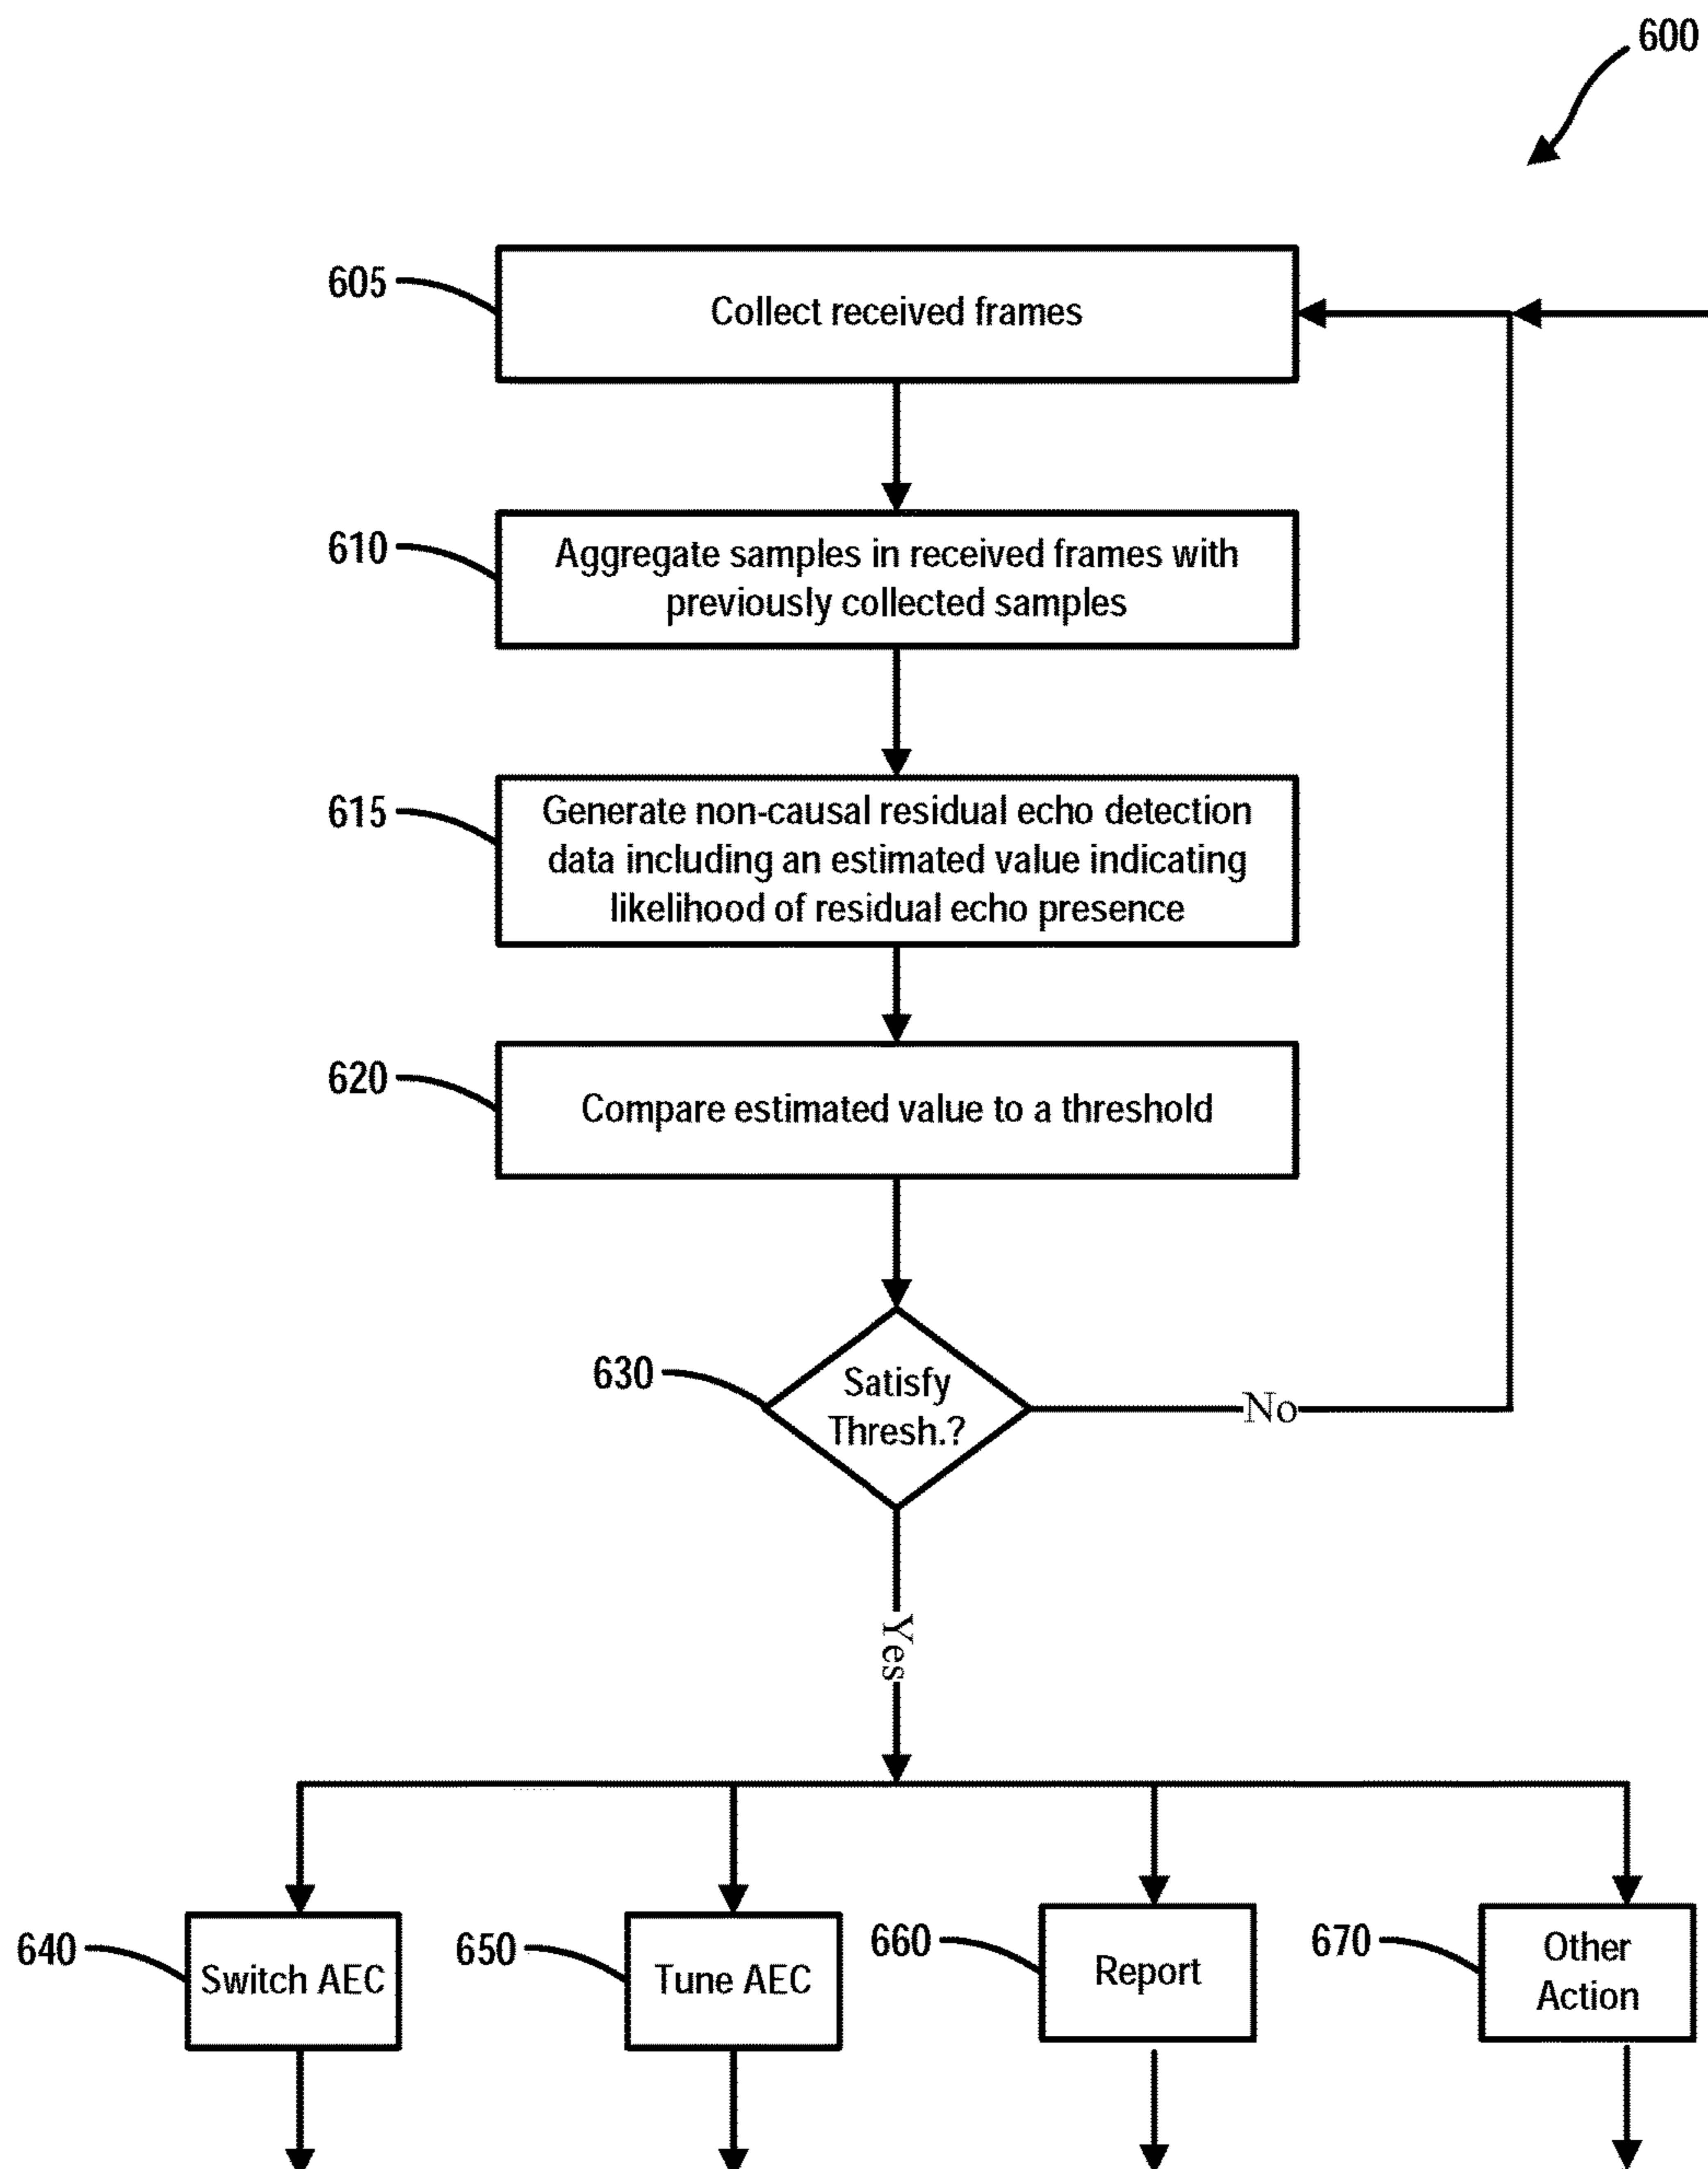 600
605
Collect received frames
610
Aggregate samples in received frames with
previously collected samples
615
Generate non-causal residual echo detection
data including an estimated value indicating
likelihood of residual echo presence
620
Compare estimated value to a threshold
630
Satisfy
Thresh.?
No
Yes
640
Switch AEC
650
Tune AEC
660
Report
670
Other
Action